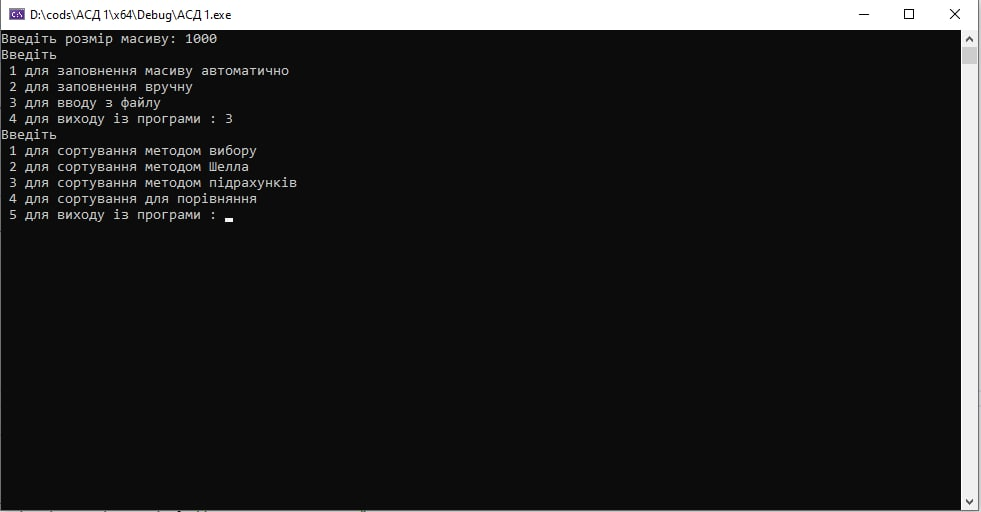 D:\cods\АСД 1\x64\Debug\АСД 1.exe
Введіть розмір масиву: 1000
Введіть
 1 для заповнення масиву автоматично
 2 для заповнення вручну
 3 для вводу з файлу
 4 для виходу із програми : 3
Введіть
 1 для сортування методом вибору
 2 для сортування методом Шелла
 3 для сортування методом підрахунків
 4 для сортування для порівняння
 5 для виходу із програми :